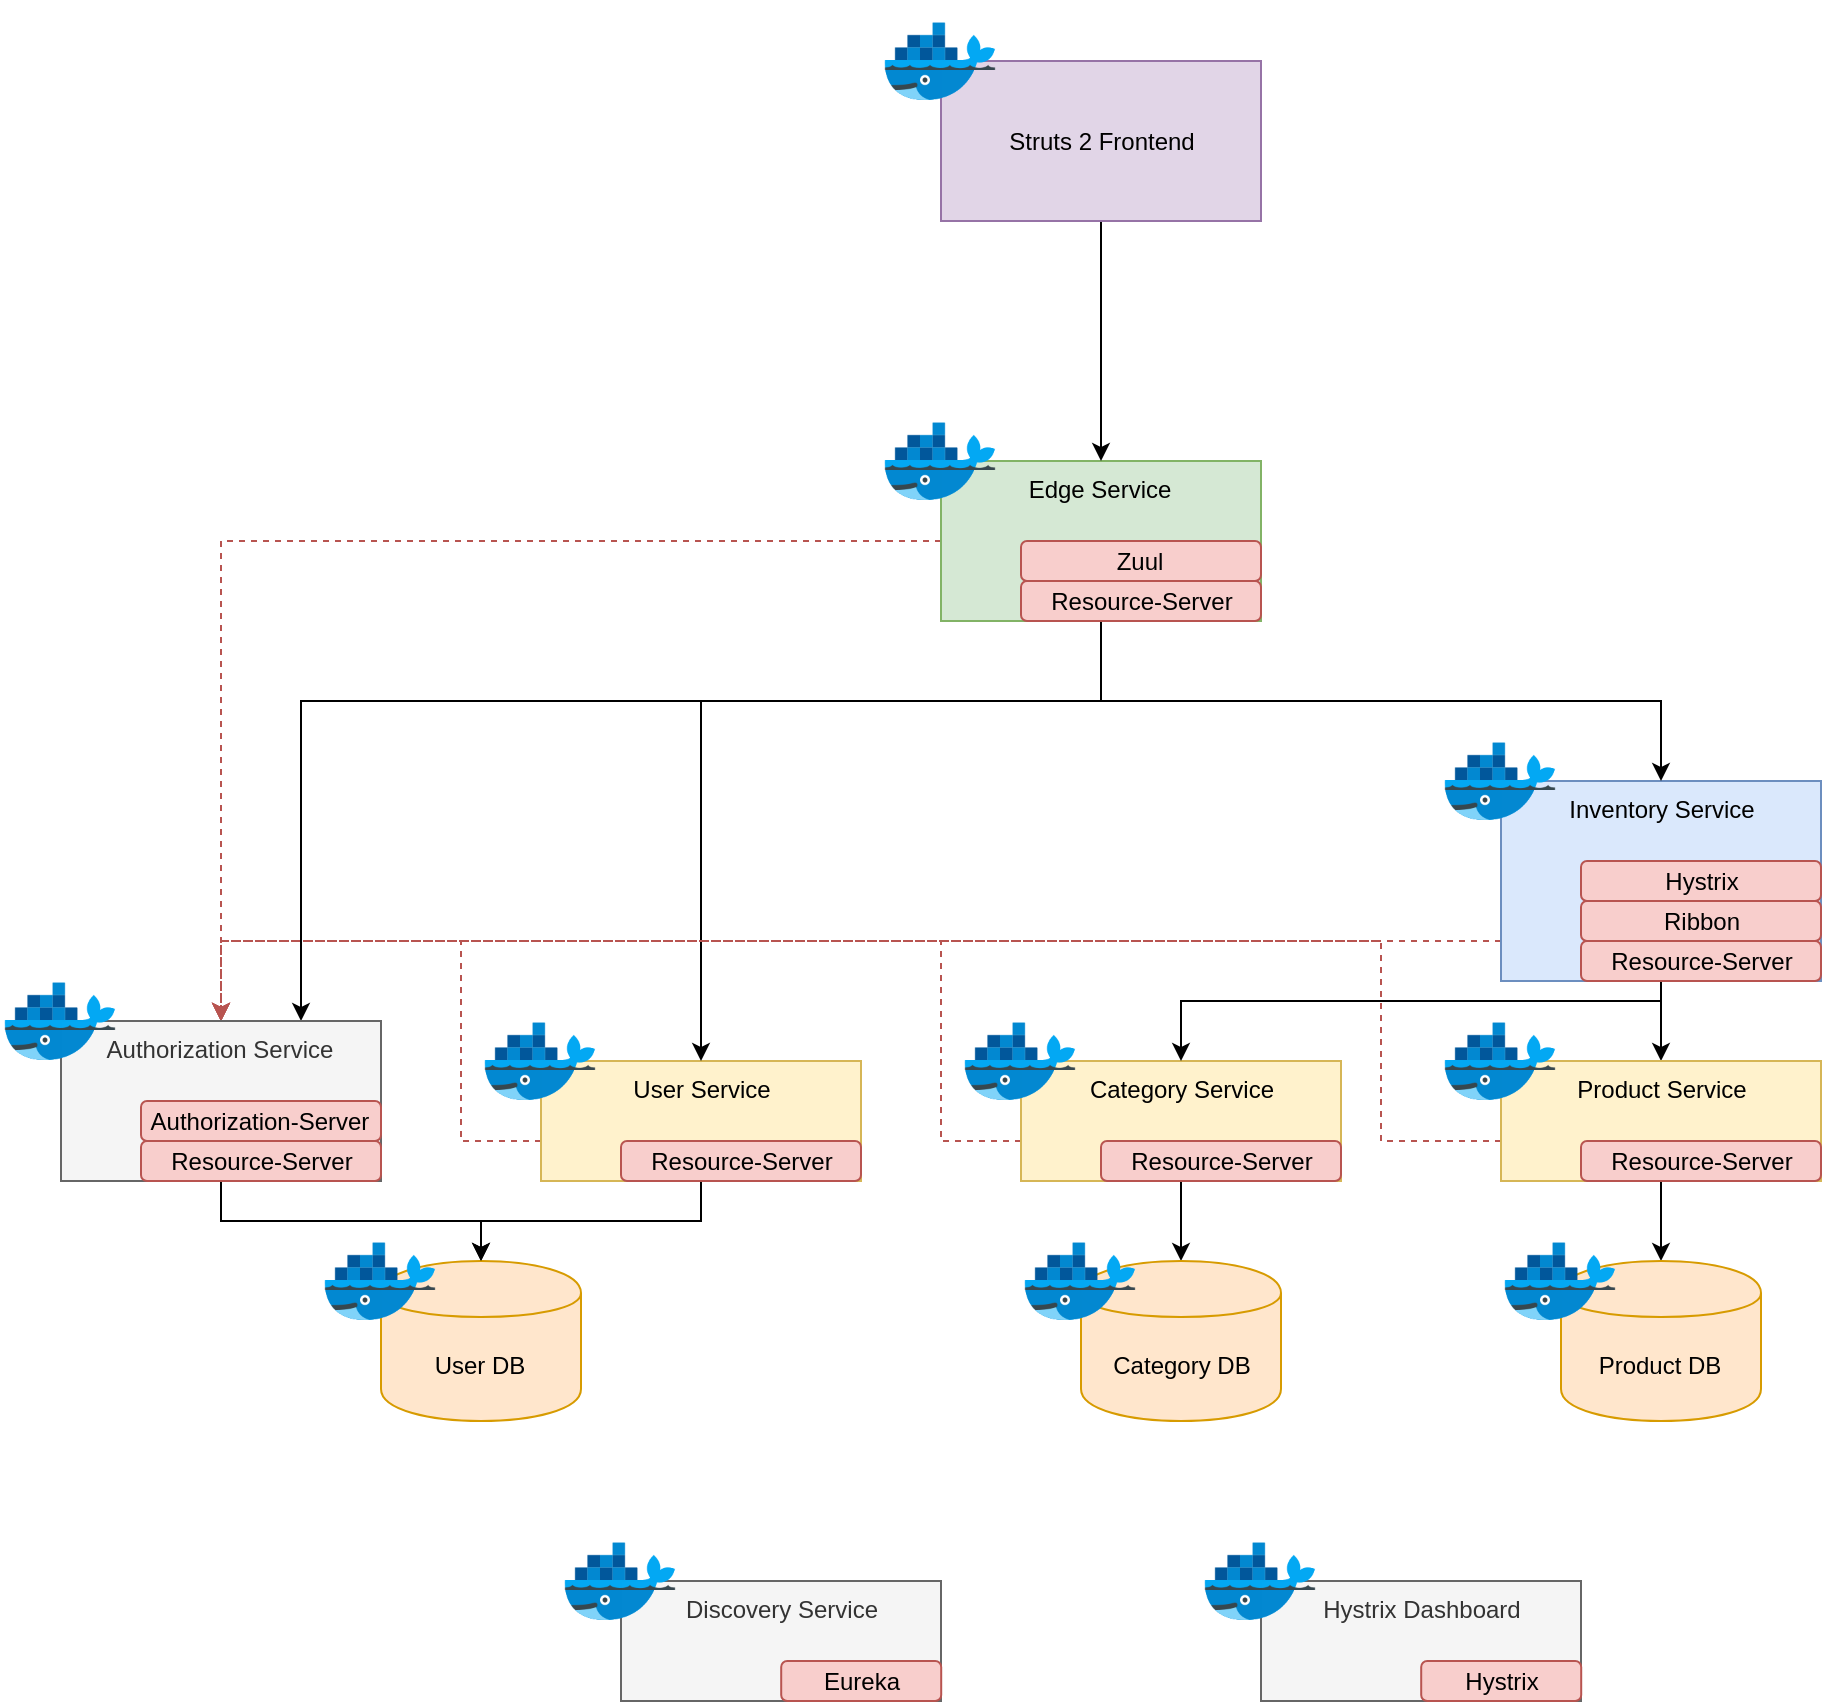 Struts 2 Frontend
Edge Service
Zuul
Resource-Server
Inventory Service
Hystrix
Ribbon
Resource-Server
Authorization Service
Authorization-Server
Resource-Server
User Service
Resource-Server
Category Service
Resource-Server
Product Service
Resource-Server
User DB
Category DB
Product DB
Discovery Service
Eureka
Hystrix Dashboard
Hystrix